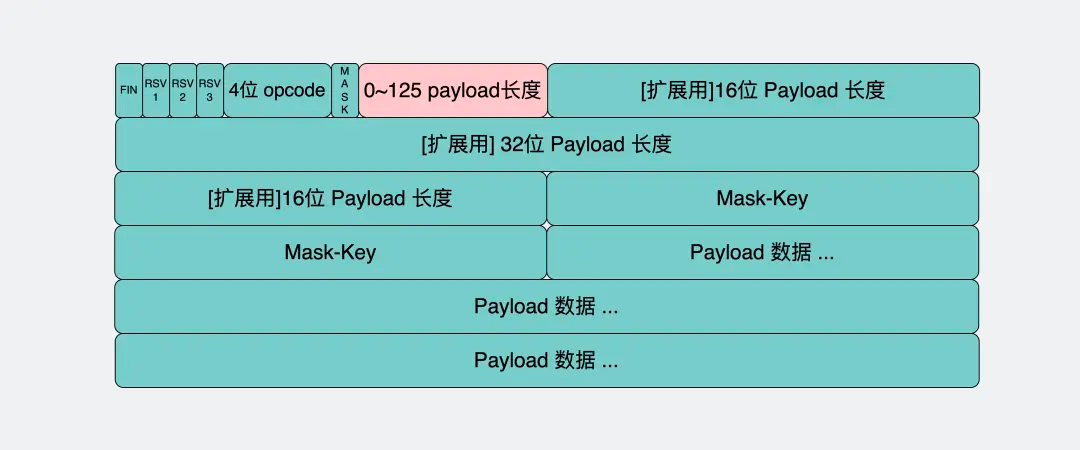 FIN
RSV
1
RSV
2
RSV
3
4位 opcode
M
A
S
K
0~125 payload长度
[扩展用]16位 Payload 长度
[扩展用] 32位 Payload 长度
[扩展用]16位 Payload 长度
Mask-Key
Mask-Key
Payload 数据 ...
Payload 数据 ...
Payload 数据 ...